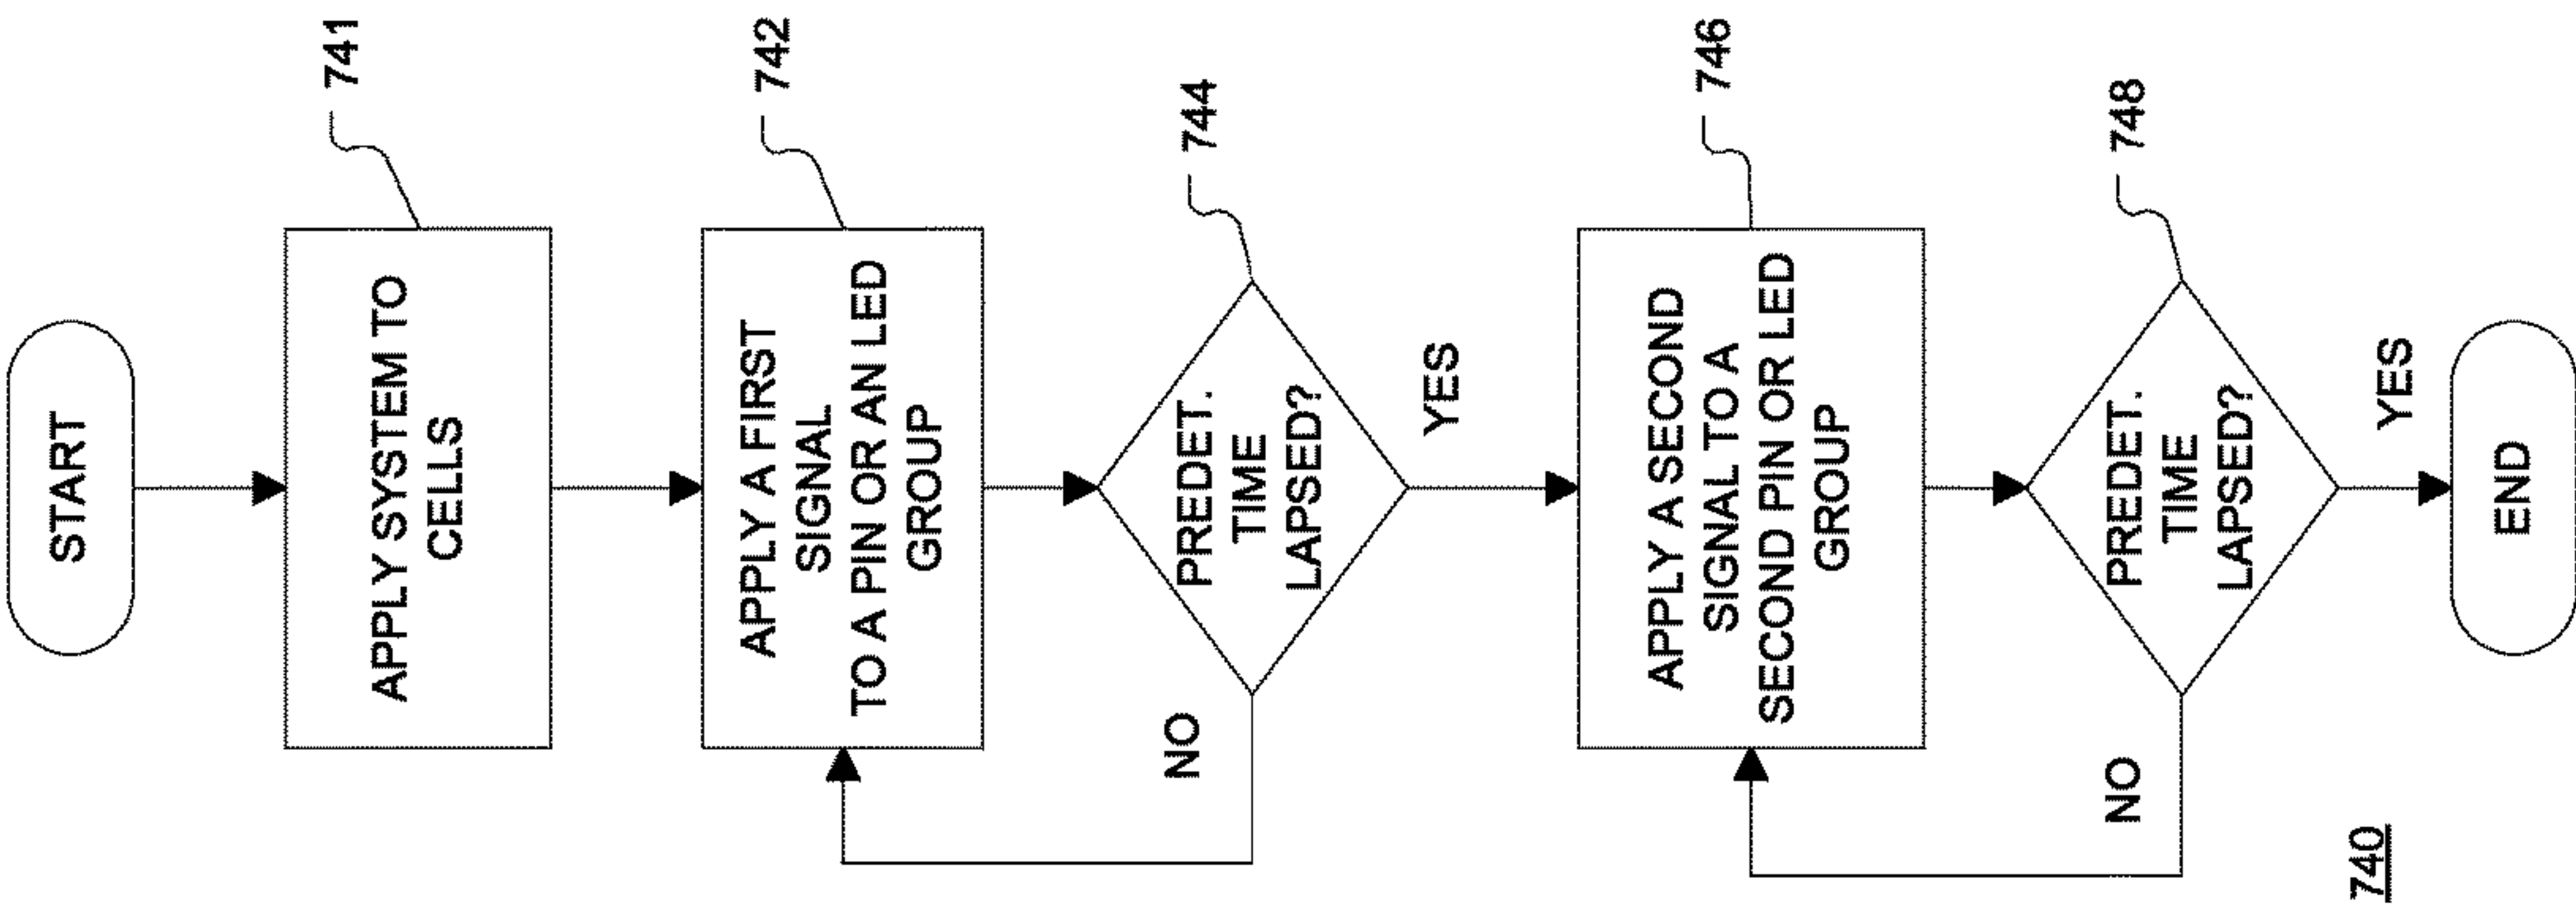 START
APPLY SYSTEM TO
CELLS
741
APPLY A FIRST
SIGNAL
TO A PIN OR AN LED
GROUP
742
PREDET.
TIME
LAPSED?
744
NO
YES
APPLY A SECOND
SIGNAL TO A
SECOND PIN OR LED
GROUP
746
PREDET.
TIME
LAPSED?
748
NO
YES
END
740